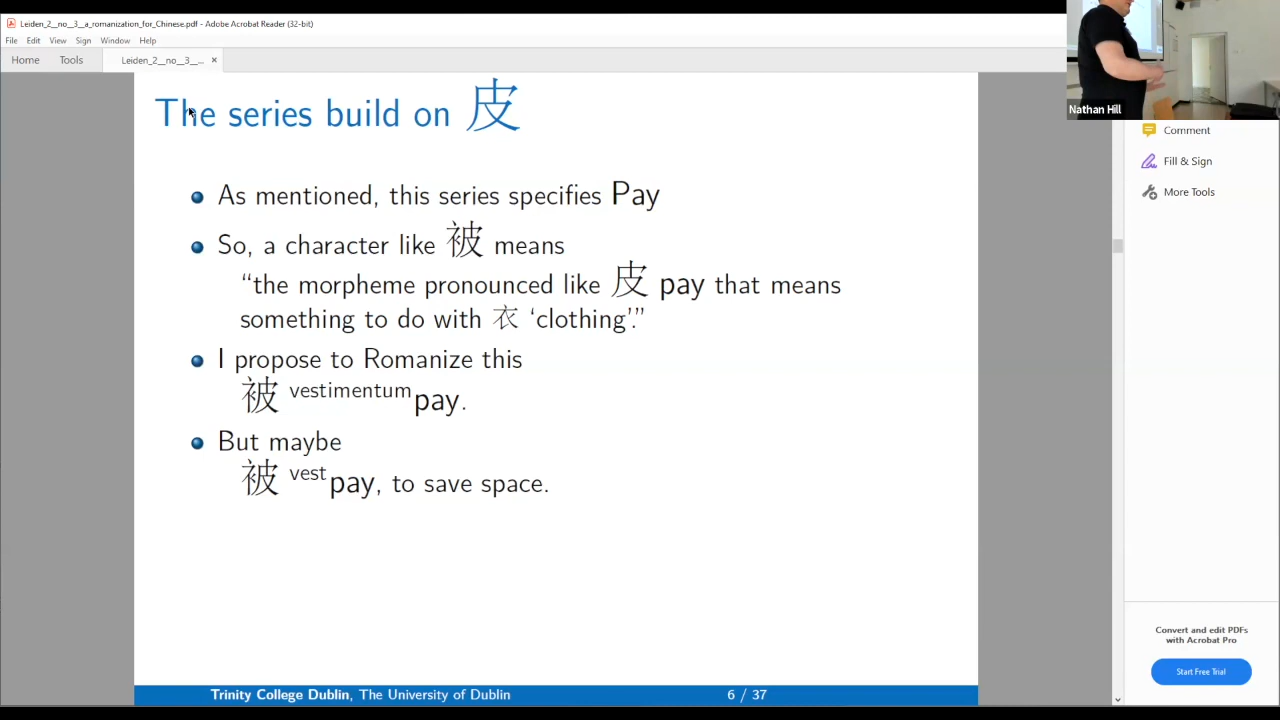 Leiden_2__no__3__a_romanization_for_Chinese.pdf - Adobe Acrobat Reader (32-bit)
File Edit View Sign Window Help
Home Tools Leiden_2__no__3__... ×
Nathan Hill
Comment
Fill & Sign
More Tools
The series build on 皮
As mentioned, this series specifies Pay
So, a character like 被 means
“the morpheme pronounced like 皮 pay that means
something to do with 衣 ‘clothing’.”
I propose to Romanize this
被 vestimentumpay.
But maybe
被 vestpay, to save space.
Trinity College Dublin, The University of Dublin 6 / 37
Convert and edit PDFs
with Acrobat Pro
Start Free Trial